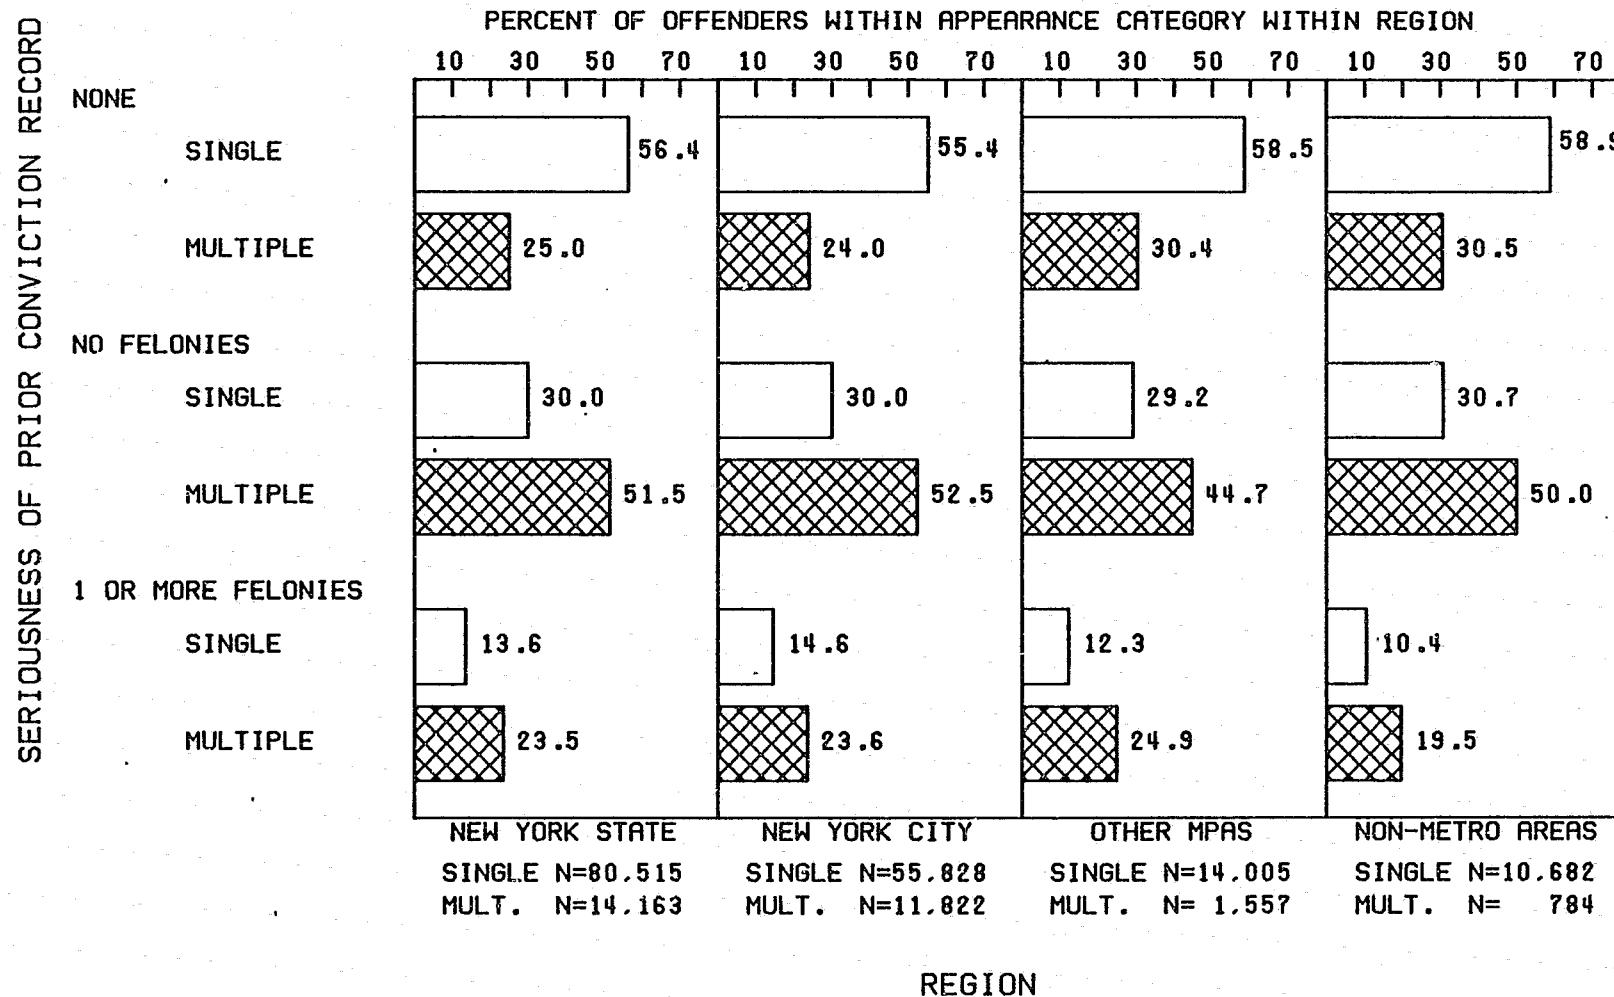 PERCENT OF OFFENDERS WITHIN APPEARANCE CATEGORY WITHIN REGION
10 30 50 70 10 30 50 70 10 30 50 70 10 30 50 70
SERIOUSNESS OF PRIOR CONVICTION RECORD
NONE
SINGLE 56.4 55.4 58.5 58.9
MULTIPLE 25.0 24.0 30.4 30.5
NO FELONIES
SINGLE 30.0 30.0 29.2 30.7
MULTIPLE 51.5 52.5 44.7 50.0
1 OR MORE FELONIES
SINGLE 13.6 14.6 12.3 10.4
MULTIPLE 23.5 23.6 24.9 19.5
NEW YORK STATE NEW YORK CITY OTHER MPAS NON-METRO AREAS
SINGLE N=80,515 SINGLE N=55,828 SINGLE N=14,005 SINGLE N=10,682
MULT. N=14,163 MULT. N=11,822 MULT. N= 1,557 MULT. N= 784
REGION